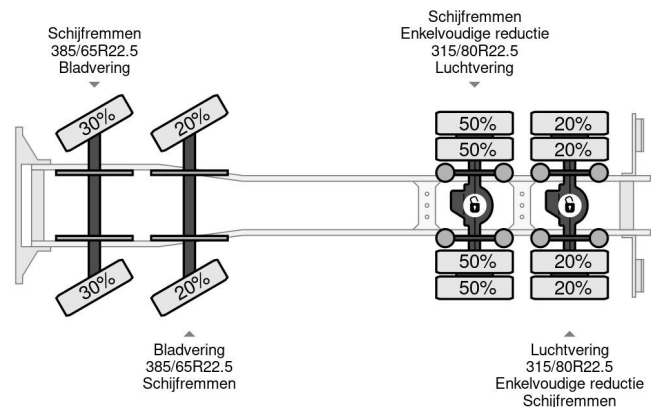 Schijfremmen
385/65R22.5
Bladvering
Schijfremmen
Enkelvoudige reductie
315/80R22.5
Luchtvering
30%
20%
50%
20%
50%
20%
50%
20%
50%
20%
30%
20%
Bladvering
385/65R22.5
Schijfremmen
Luchtvering
315/80R22.5
Enkelvoudige reductie
Schijfremmen